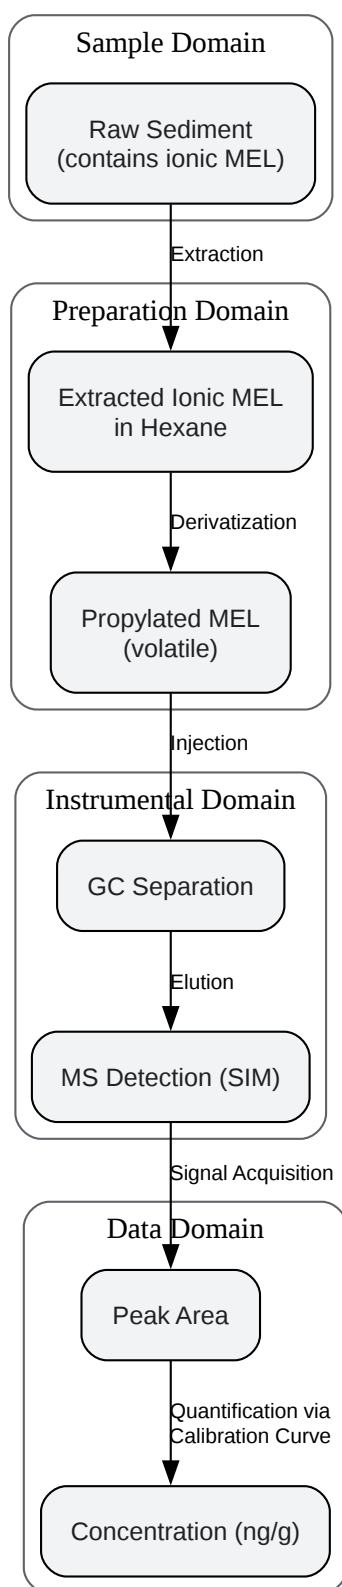 Sample Domain
Raw Sediment
(contains ionic MEL)
Extraction
Preparation Domain
Extracted Ionic MEL
in Hexane
Derivatization
Propylated MEL
(volatile)
Injection
Instrumental Domain
GC Separation
Elution
MS Detection (SIM)
Signal Acquisition
Data Domain
Peak Area
Quantification via
Calibration Curve
Concentration (ng/g)